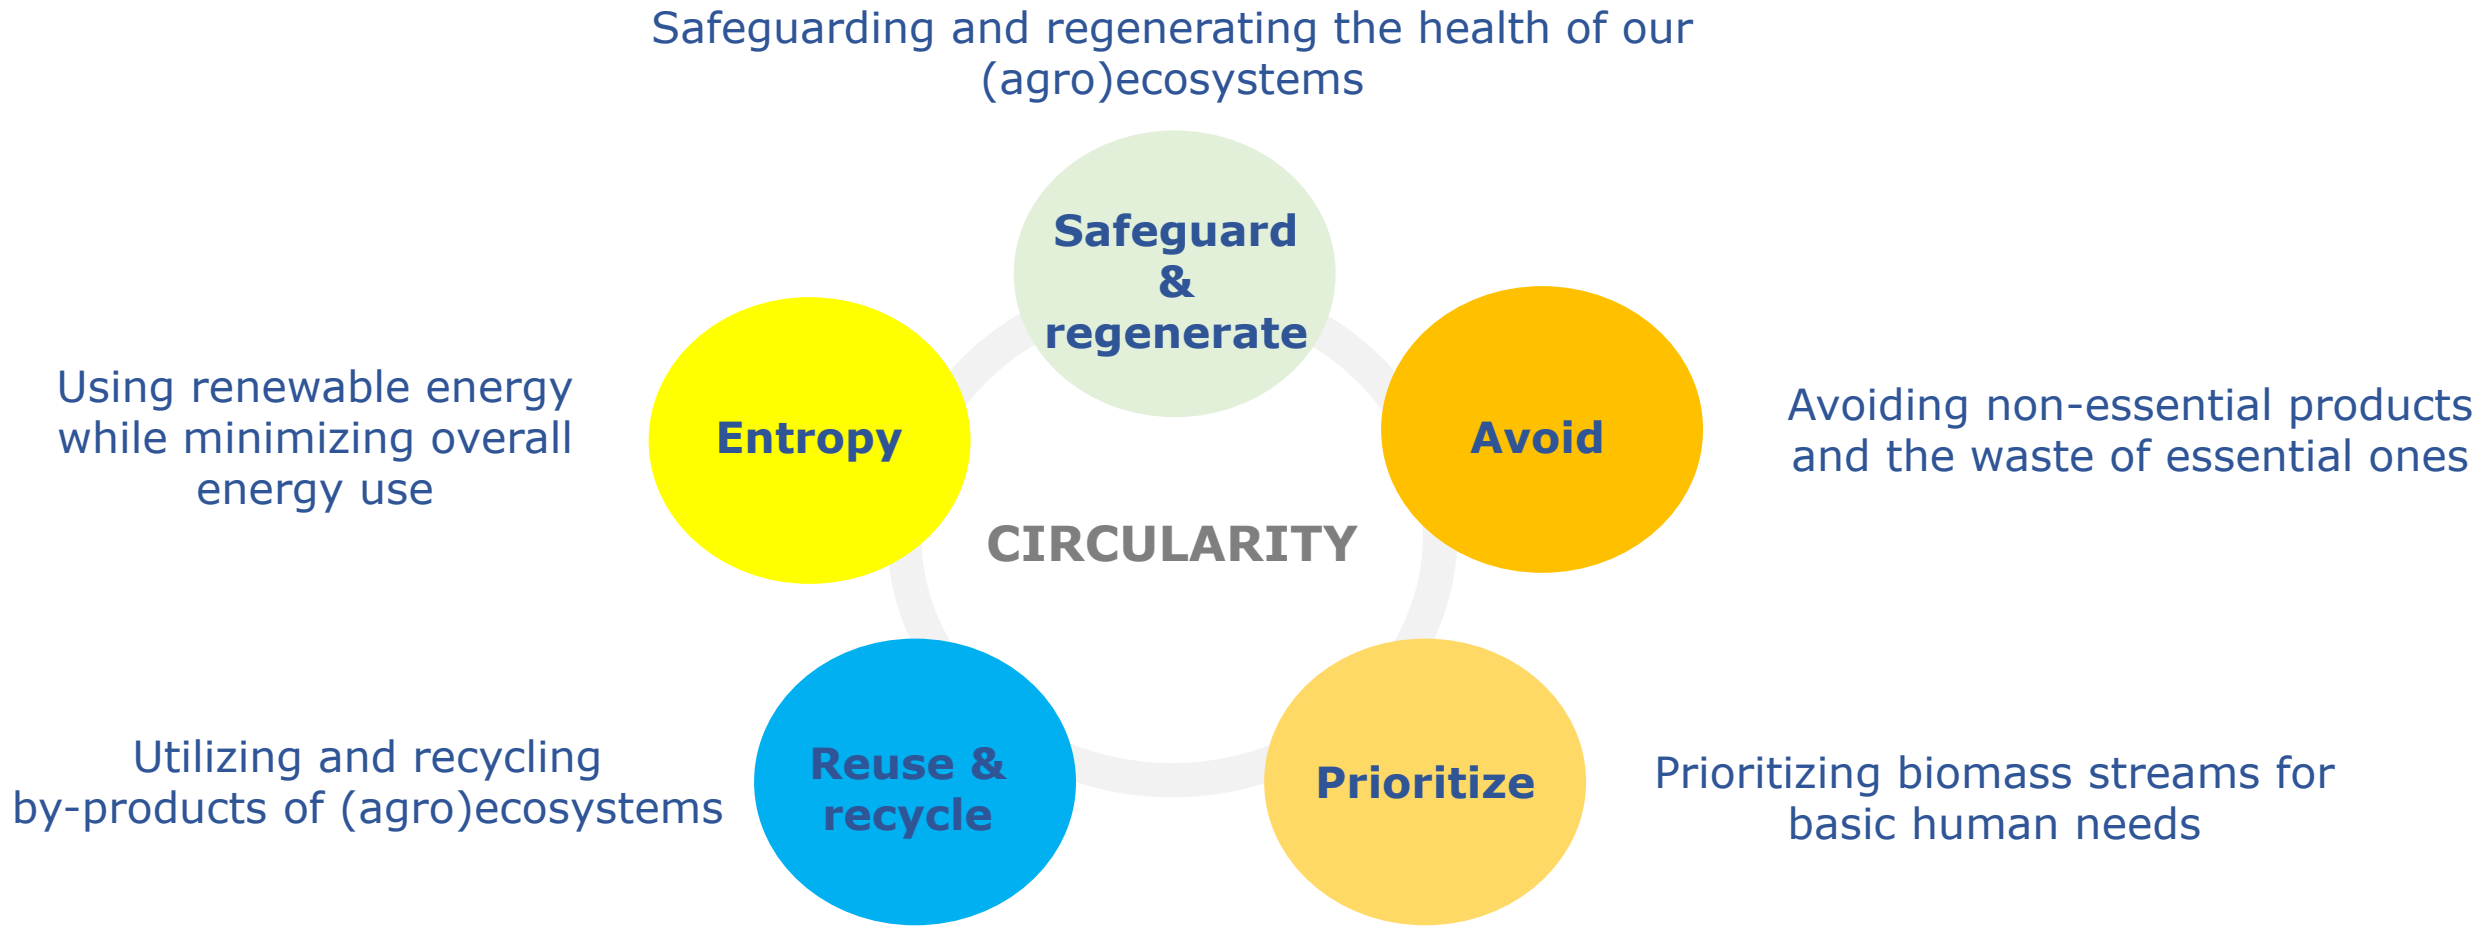 Safeguarding and regenerating the health of our
(agro)ecosystems
Safeguard
&
regenerate
Entropy
Using renewable energy
while minimizing overall
energy use
Avoid
Avoiding non-essential products
and the waste of essential ones
CIRCULARITY
Reuse &
recycle
Utilizing and recycling
by-products of (agro)ecosystems
Prioritize
Prioritizing biomass streams for
basic human needs